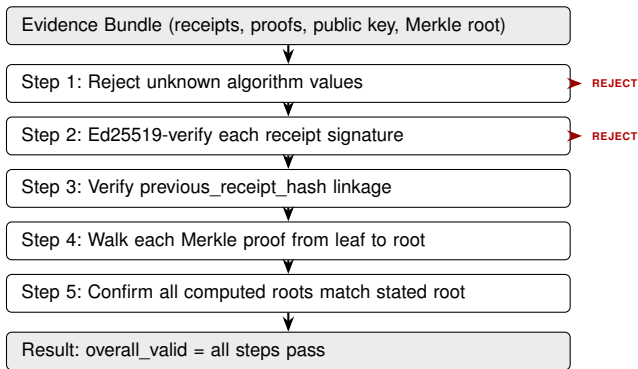 Evidence Bundle (receipts, proofs, public key, Merkle root)
Step 1: Reject unknown algorithm values
REJECT
Step 2: Ed25519-verify each receipt signature
REJECT
Step 3: Verify previous_receipt_hash linkage
Step 4: Walk each Merkle proof from leaf to root
Step 5: Confirm all computed roots match stated root
Result: overall_valid = all steps pass